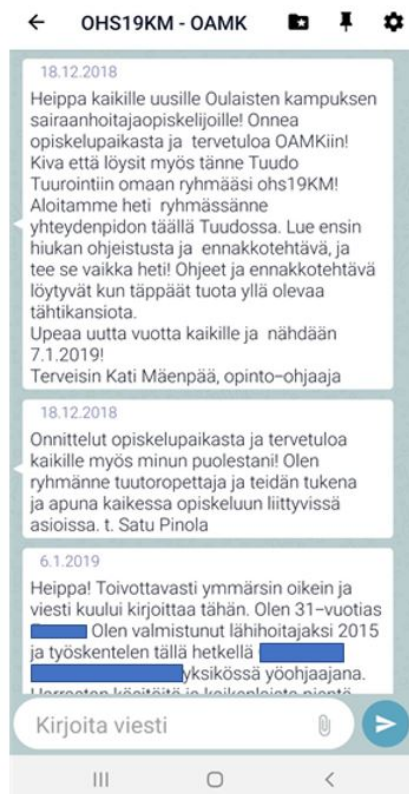 OHS19KM - OAMK
18.12.2018
Heippa kaikille uusille Oulaisten kampuksen
sairaanhoitajaopiskelijoille! Onnea
opiskelupaikasta ja tervetuloa OAMKiin!
Kiva että löysit myös tänne Tuudo
Tuurointiin omaan ryhmääsi ohs19KM!
Aloitamme heti ryhmässänne
yhteydenpidon täällä Tuudossa. Lue ensin
hiukan ohjeistusta ja ennakkotehtävä, ja
tee se vaikka heti! Ohjeet ja ennakkotehtävä
löytyvät kun täppäät tuota yllä olevaa
tähtikansiota.
Upeaa uutta vuotta kaikille ja nähdään
7.1.2019!
Terveisin Kati Mäenpää, opinto-ohjaaja
18.12.2018
Onnittelut opiskelupaikasta ja tervetuloa
kaikille myös minun puolestani! Olen
ryhmänne tuutoropettaja ja teidän tukena
ja apuna kaikessa opiskeluun liittyvissä
asioissa. t. Satu Pinola
6.1.2019
Heippa! Toivottavasti ymmärsin oikein ja
viesti kuului kirjoittaa tähän. Olen 31-vuotias
Olen valmistunut lähihoitajaksi 2015
ja työskentelen tällä hetkellä
yksikössä yöohjaajana.
Harrastan käsitöitä ja kaikenlaista pientä
Kirjoita viesti